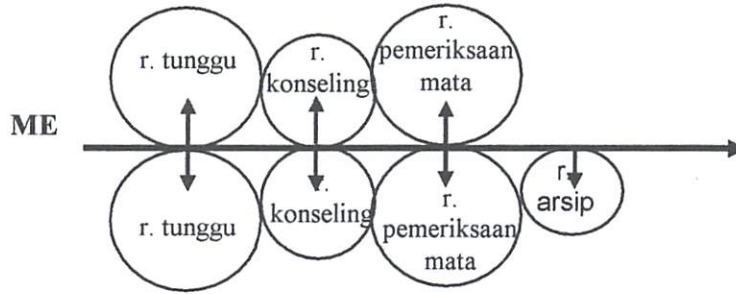 r. tunggu
r.
konseling
r.
pemeriksaan
mata
ME
r. tunggu
r.
konseling
r.
pemeriksaan
mata
r.
arsip